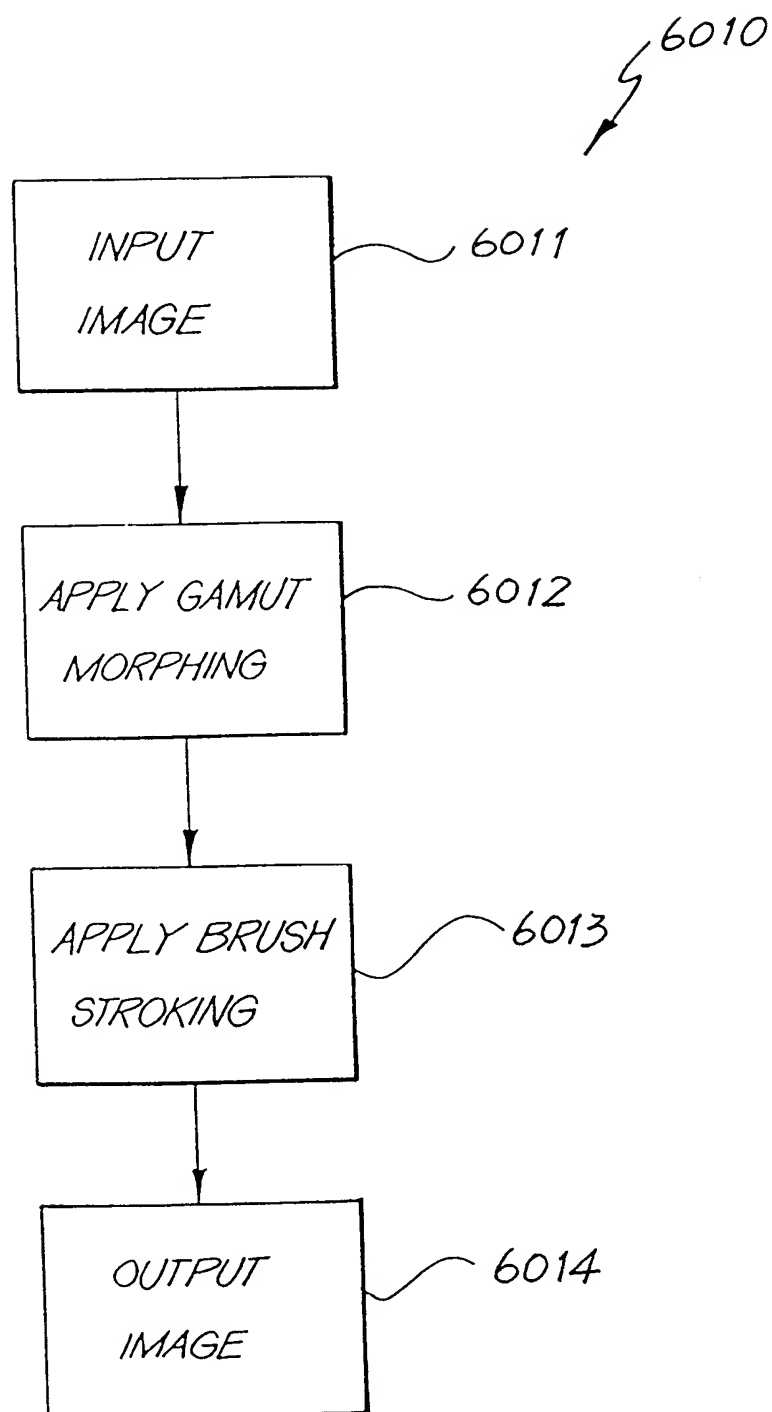 6010
INPUT
IMAGE
6011
APPLY GAMUT
MORPHING
6012
APPLY BRUSH
STROKING
6013
OUTPUT
IMAGE
6014